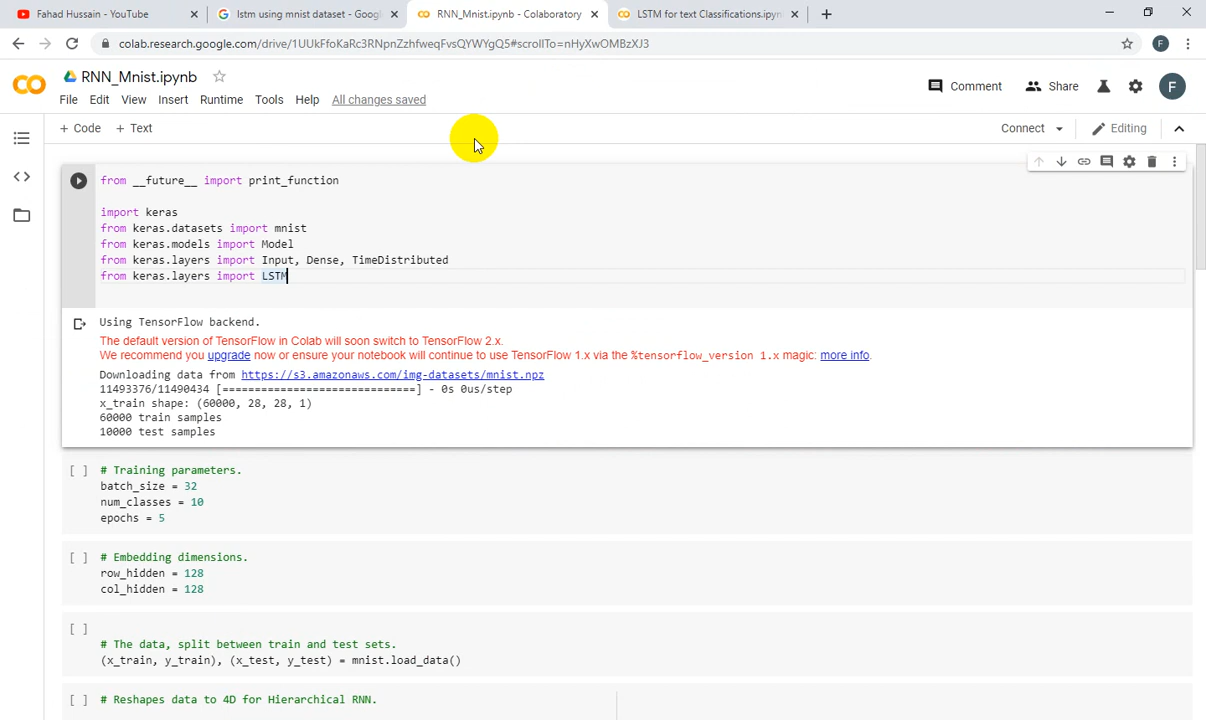 Fahad Hussain - YouTube
lstm using mnist dataset - Goog
RNN_Mnist.ipynb - Colaboratory
LSTM for text Classifications.ipyn
colab.research.google.com/drive/1UUkFfoKaRc3RNpnZzhfweqFvsQYWYgQ5#scrollTo=nHyXwOMBzXJ3
F
RNN_Mnist.ipynb
Comment
Share
F
File Edit View Insert Runtime Tools Help All changes saved
+ Code + Text
Connect
Editing
from __future__ import print_function
import keras
from keras.datasets import mnist
from keras.models import Model
from keras.layers import Input, Dense, TimeDistributed
from keras.layers import LSTM
Using TensorFlow backend.
The default version of TensorFlow in Colab will soon switch to TensorFlow 2.x.
We recommend you upgrade now or ensure your notebook will continue to use TensorFlow 1.x via the %tensorflow_version 1.x magic: more info.
Downloading data from https://s3.amazonaws.com/img-datasets/mnist.npz
11493376/11490434 [==============================] - 0s 0us/step
x_train shape: (60000, 28, 28, 1)
60000 train samples
10000 test samples
[ ] # Training parameters.
batch_size = 32
num_classes = 10
epochs = 5
[ ] # Embedding dimensions.
row_hidden = 128
col_hidden = 128
[ ]
# The data, split between train and test sets.
(x_train, y_train), (x_test, y_test) = mnist.load_data()
[ ] # Reshapes data to 4D for Hierarchical RNN.